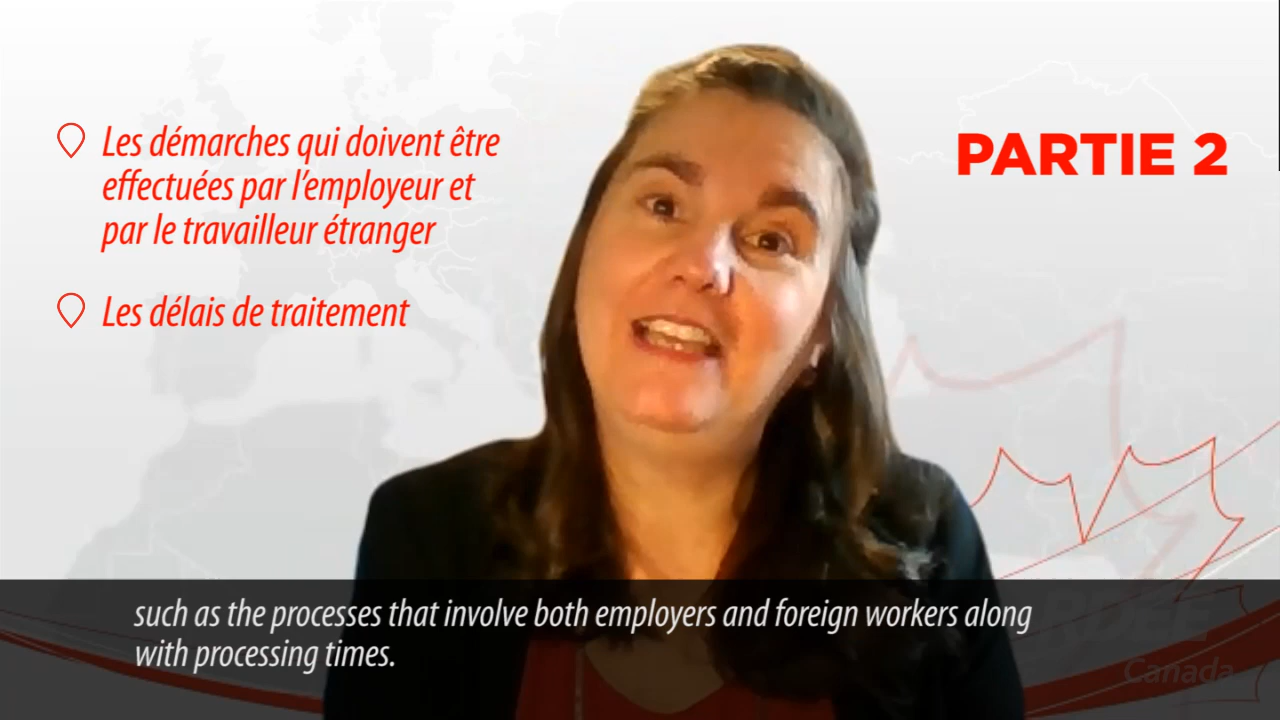 Les démarches qui doivent être
effectuées par l'employeur et
par le travailleur étranger
Les délais de traitement
PARTIE 2
such as the processes that involve both employers and foreign workers along
with processing times.
RDÉE
Canada